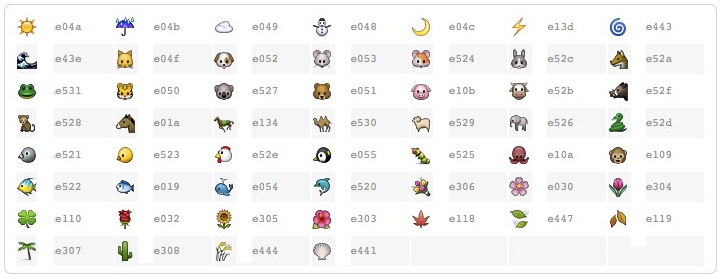 e04a e04b e049 e048 e04c e13d e443
e43e e04f e052 e053 e524 e52c e52a
e531 e050 e527 e051 e10b e52b e52f
e528 e01a e134 e530 e529 e526 e52d
e521 e523 e52e e055 e525 e10a e109
e522 e019 e054 e520 e306 e030 e304
e110 e032 e305 e303 e118 e447 e119
e307 e308 e444 e441